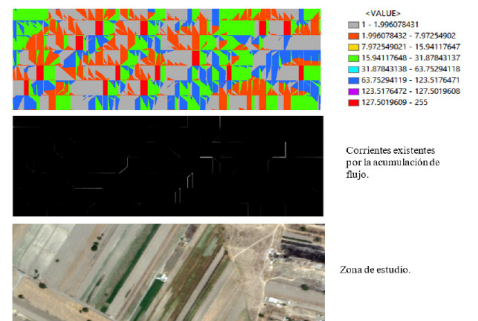 <VALUE>
1 - 1.996078431
1.996078432 - 7.97254902
7.972549021 - 15.94117647
15.94117648 - 31.87843137
31.87843138 - 63.75294118
63.75294119 - 123.5176471
123.5176472 - 127.5019608
127.5019609 - 255
Corrientes existentes
por la acumulación de
flujo.
Zona de estudio.